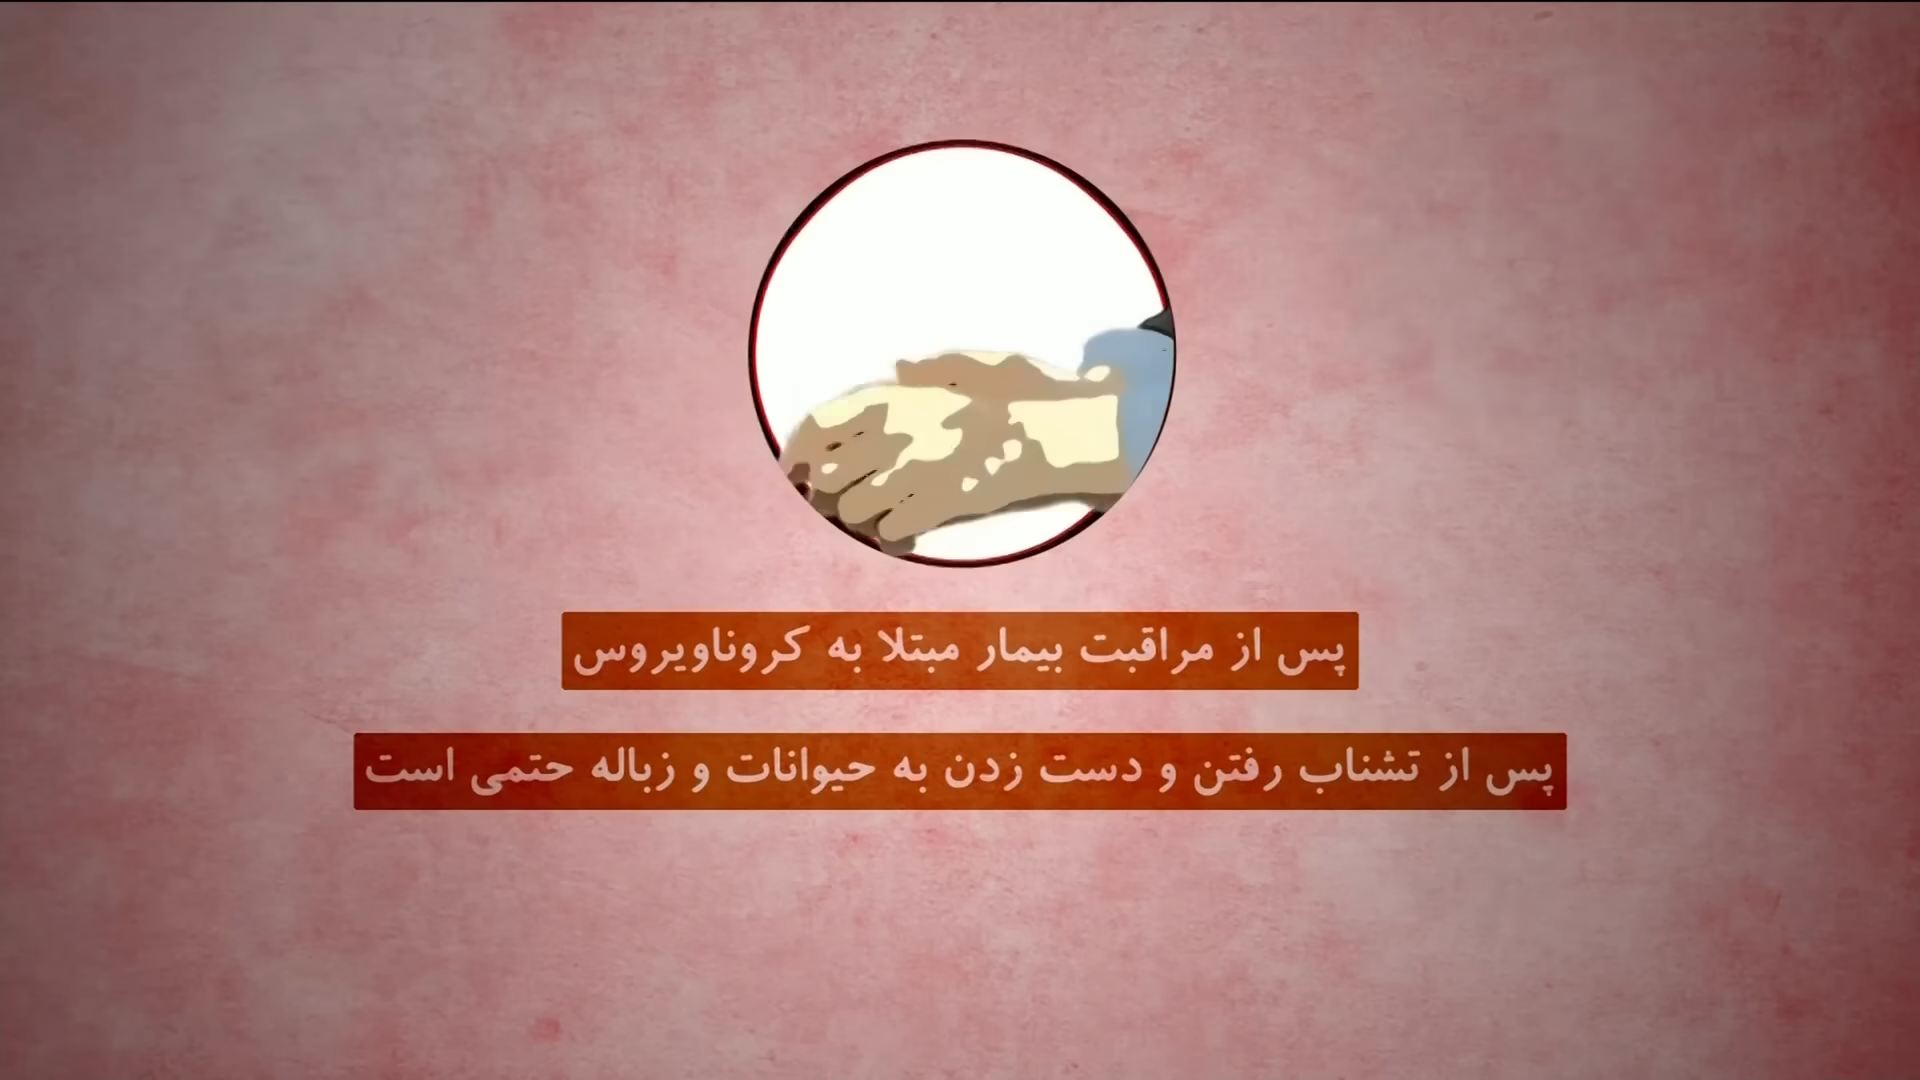 پس از مراقبت بیمار مبتلا به کروناویروس
پس از تشناب رفتن و دست زدن به حیوانات و زباله حتمی است